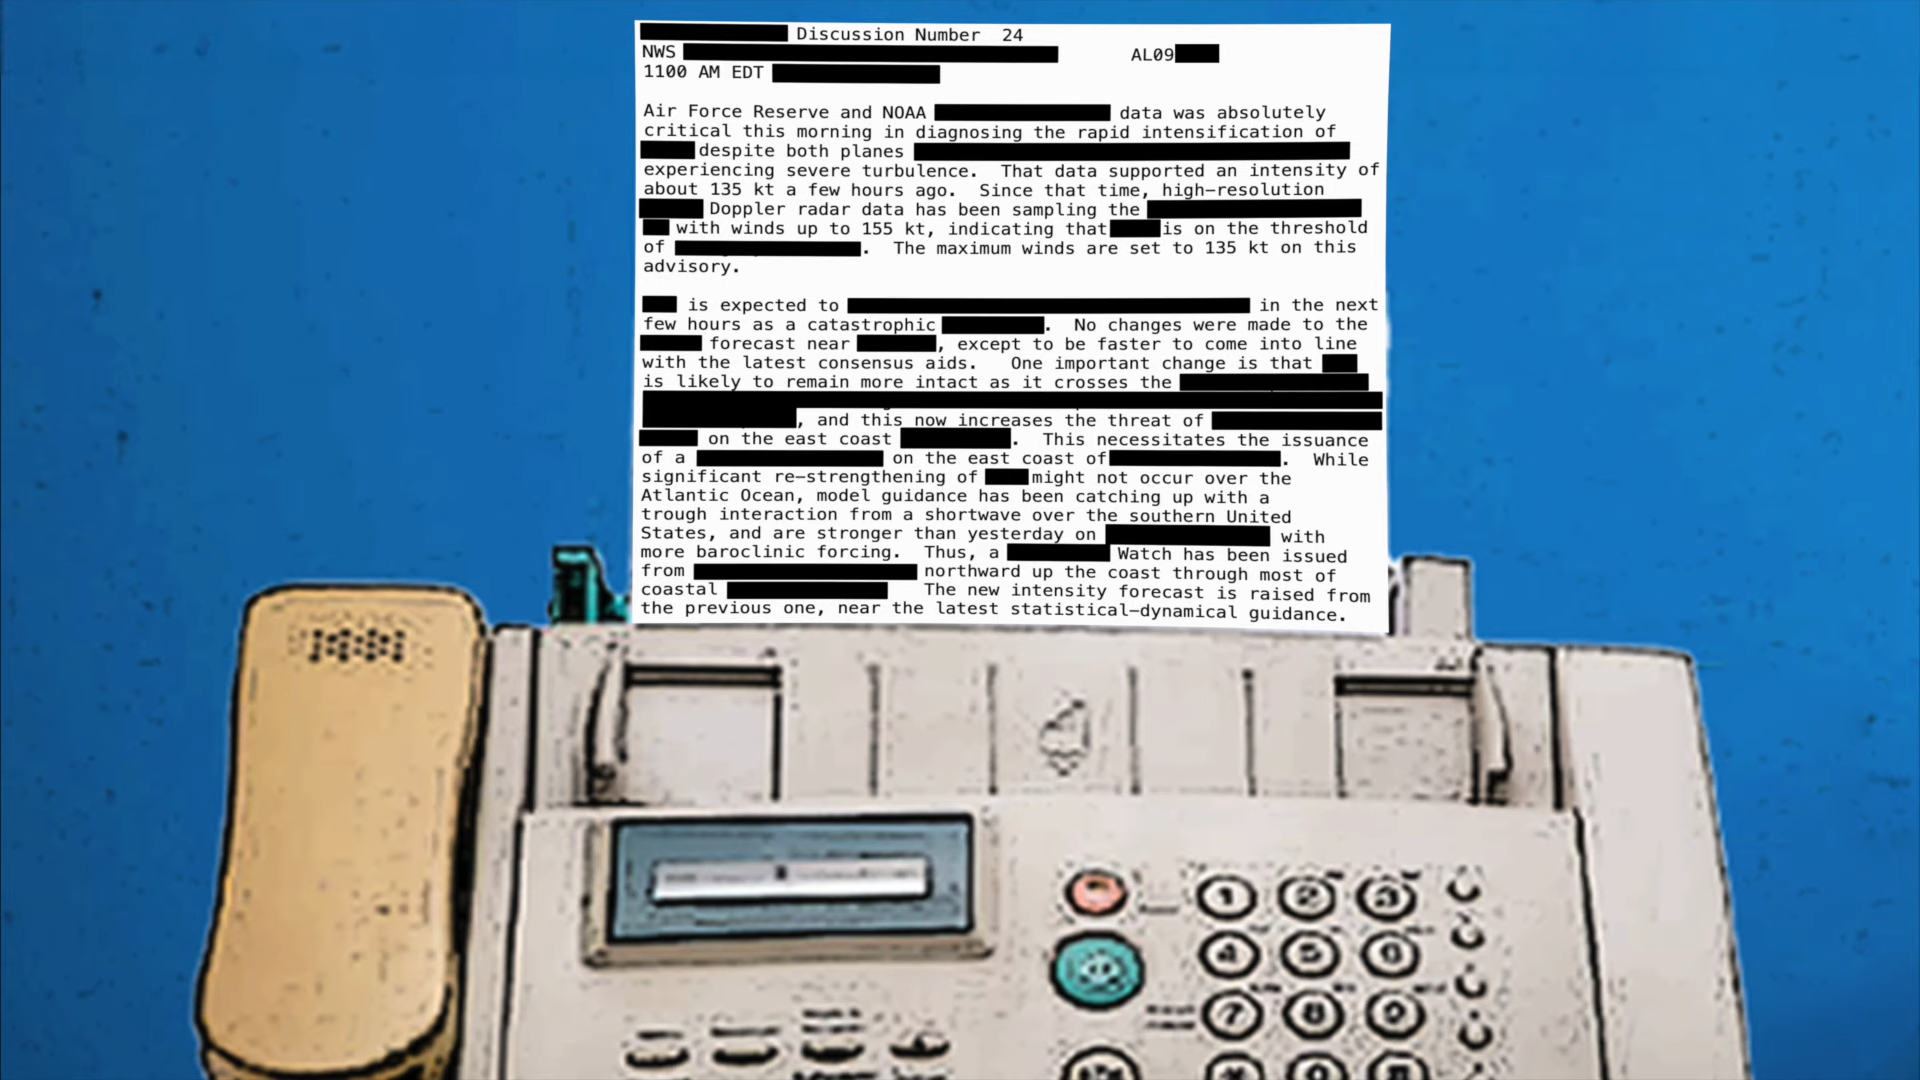 Discussion Number 24
NWS AL09
1100 AM EDT
Air Force Reserve and NOAA data was absolutely
critical this morning in diagnosing the rapid intensification of
despite both planes
experiencing severe turbulence. That data supported an intensity of
about 135 kt a few hours ago. Since that time, high-resolution
Doppler radar data has been sampling the
with winds up to 155 kt, indicating that is on the threshold
of . The maximum winds are set to 135 kt on this
advisory.
is expected to in the next
few hours as a catastrophic . No changes were made to the
forecast near , except to be faster to come into line
with the latest consensus aids. One important change is that
is likely to remain more intact as it crosses the
, and this now increases the threat of
on the east coast . This necessitates the issuance
of a on the east coast of . While
significant re-strengthening of might not occur over the
Atlantic Ocean, model guidance has been catching up with a
trough interaction from a shortwave over the southern United
States, and are stronger than yesterday on with
more baroclinic forcing. Thus, a Watch has been issued
from northward up the coast through most of
coastal The new intensity forecast is raised from
the previous one, near the latest statistical-dynamical guidance.
1 2 3
4 5 6
7 8 9
0